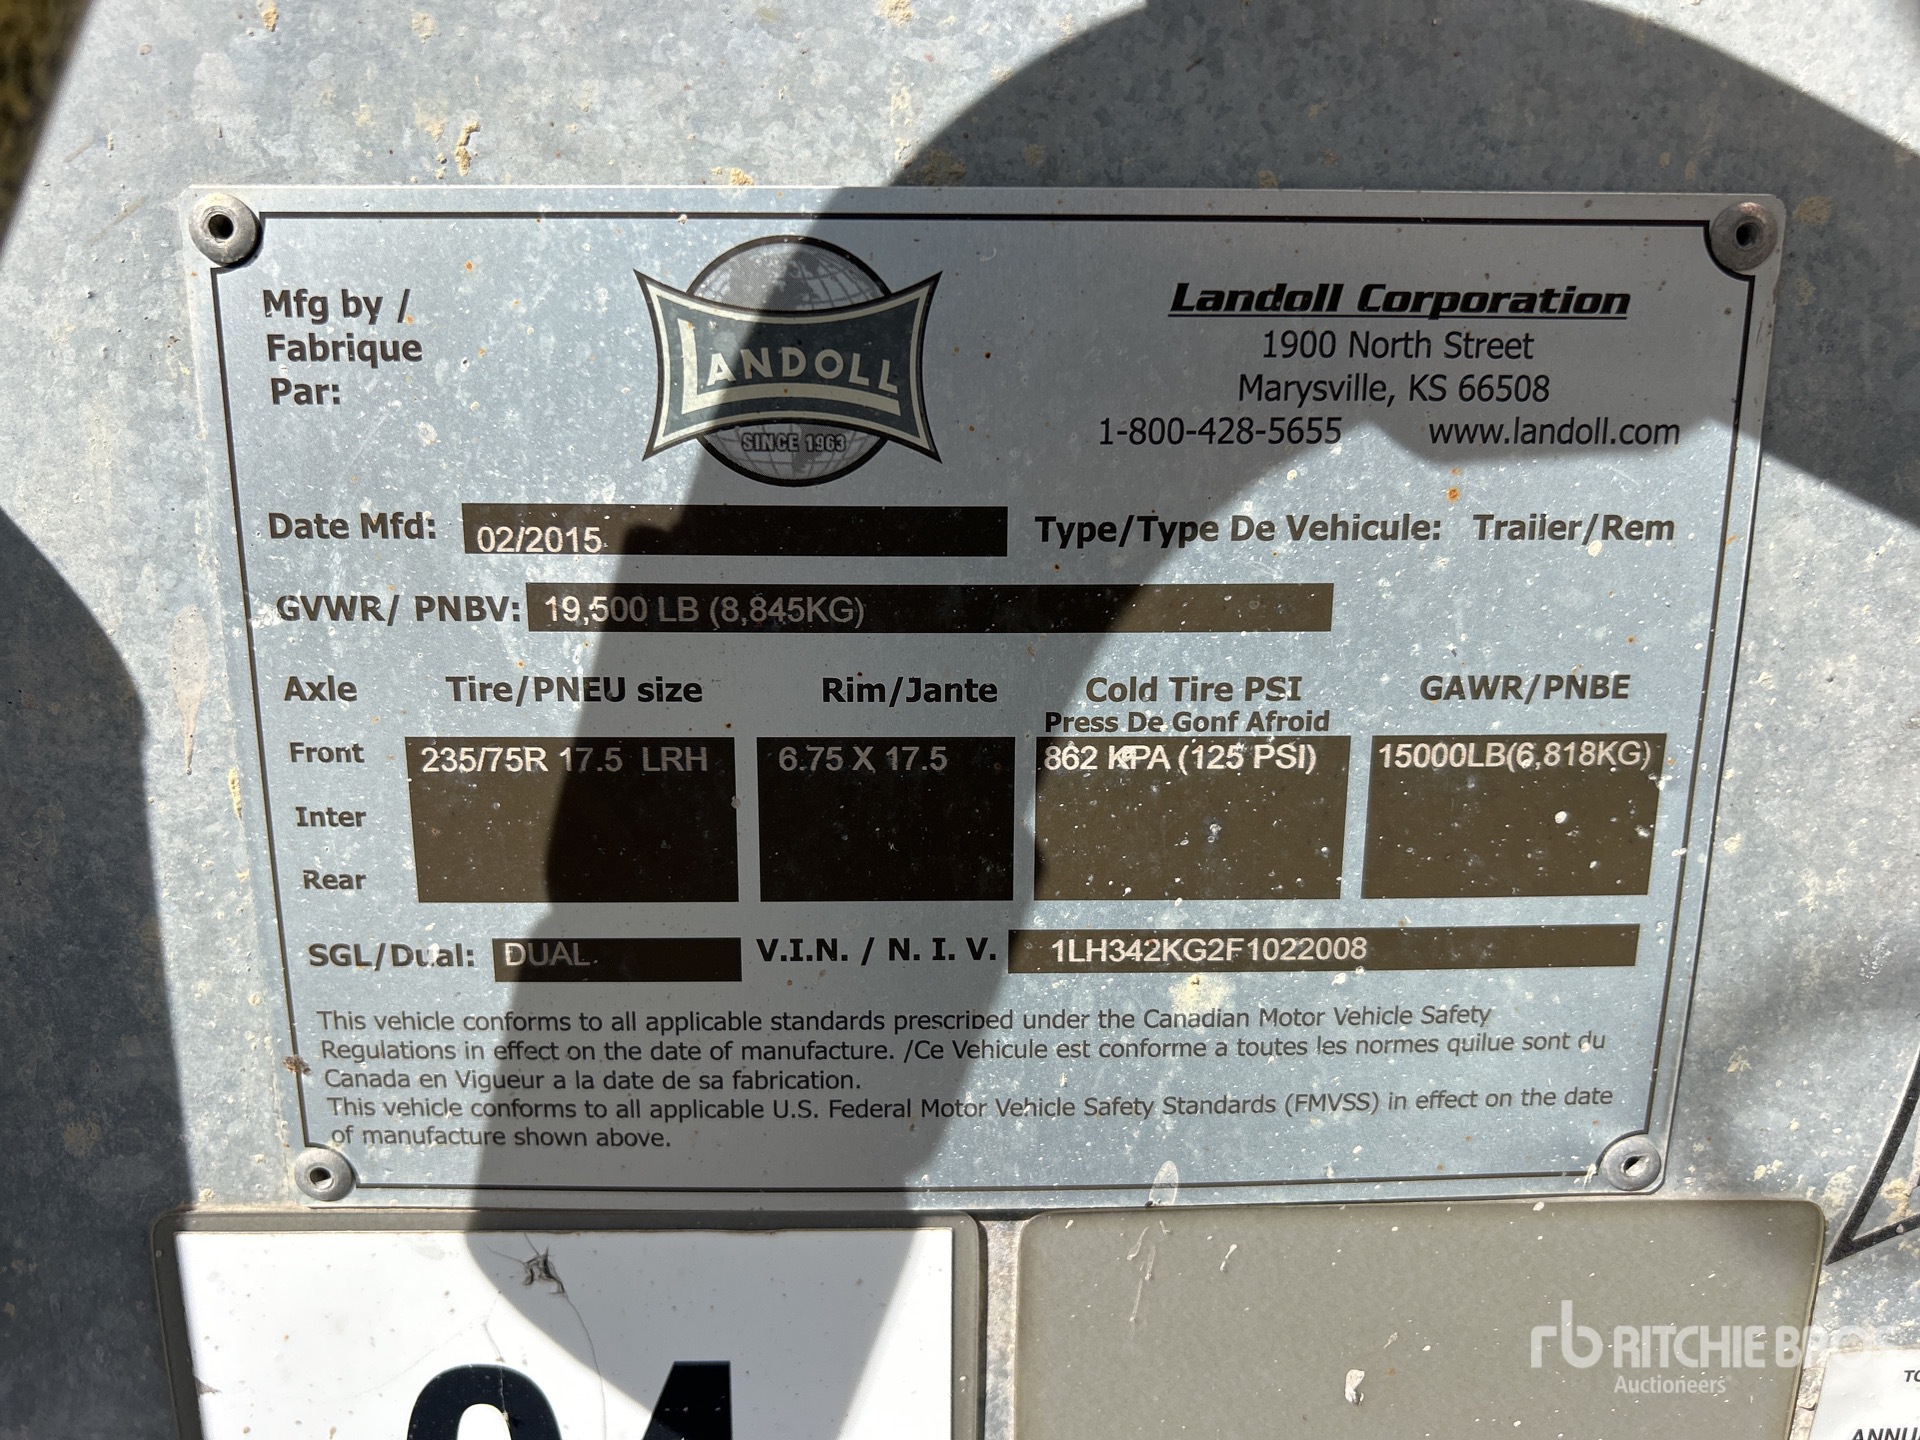 Mfg by /
Fabrique
Par:
LANDOLL
SINCE 1963
Landoll Corporation
1900 North Street
Marysville, KS 66508
1-800-428-5655 www.landoll.com
Date Mfd: 02/2015 Type/Type De Vehicule: Trailer/Rem
GVWR/ PNBV: 19,500 LB (8,845KG)
Axle Tire/PNEU size Rim/Jante Cold Tire PSI GAWR/PNBE
Press De Gonf Afroid
Front 235/75R 17.5 LRH 6.75 X 17.5 862 KPA (125 PSI) 15000LB(6,818KG)
Inter
Rear
SGL/Dual: DUAL V.I.N. / N. I. V. 1LH342KG2F1022008
This vehicle conforms to all applicable standards prescribed under the Canadian Motor Vehicle Safety
Regulations in effect on the date of manufacture. /Ce Vehicule est conforme a toutes les normes quilue sont du
Canada en Vigueur a la date de sa fabrication.
This vehicle conforms to all applicable U.S. Federal Motor Vehicle Safety Standards (FMVSS) in effect on the date
of manufacture shown above.
rb RITCHIE BROS
Auctioneers